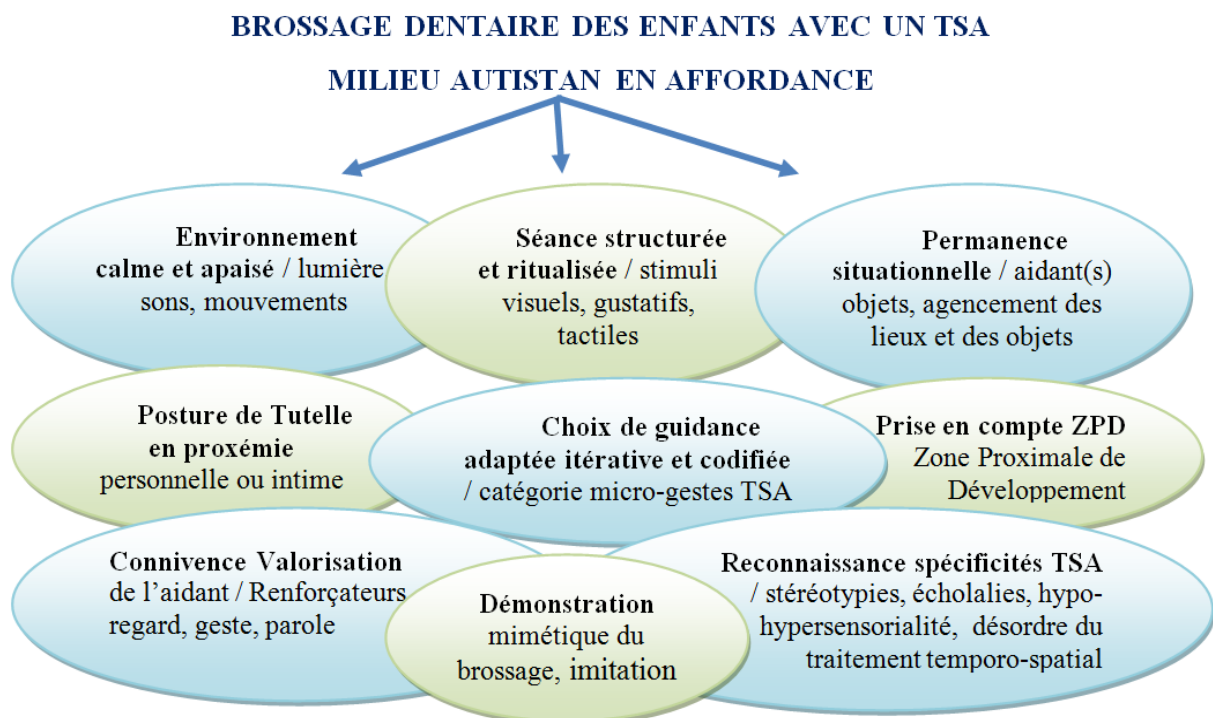 BROSSAGE DENTAIRE DES ENFANTS AVEC UN TSA
MILIEU AUTISTAN EN AFFORDANCE
Environnement
calme et apaisé / lumière
sons, mouvements
Séance structurée
et ritualisée / stimuli
visuels, gustatifs,
tactiles
Permanence
situationnelle / aidant(s)
objets, agencement des
lieux et des objets
Posture de Tutelle
en proxémie
personnelle ou intime
Choix de guidance
adaptée itérative et codifiée
/ catégorie micro-gestes TSA
Prise en compte ZPD
Zone Proximale de
Développement
Connivence Valorisation
de l'aidant / Renforçateurs
regard, geste, parole
Démonstration
mimétique du
brossage, imitation
Reconnaissance spécificités TSA
/ stéréotypies, écholalies, hypo-
hypersensorialité, désordre du
traitement temporo-spatial